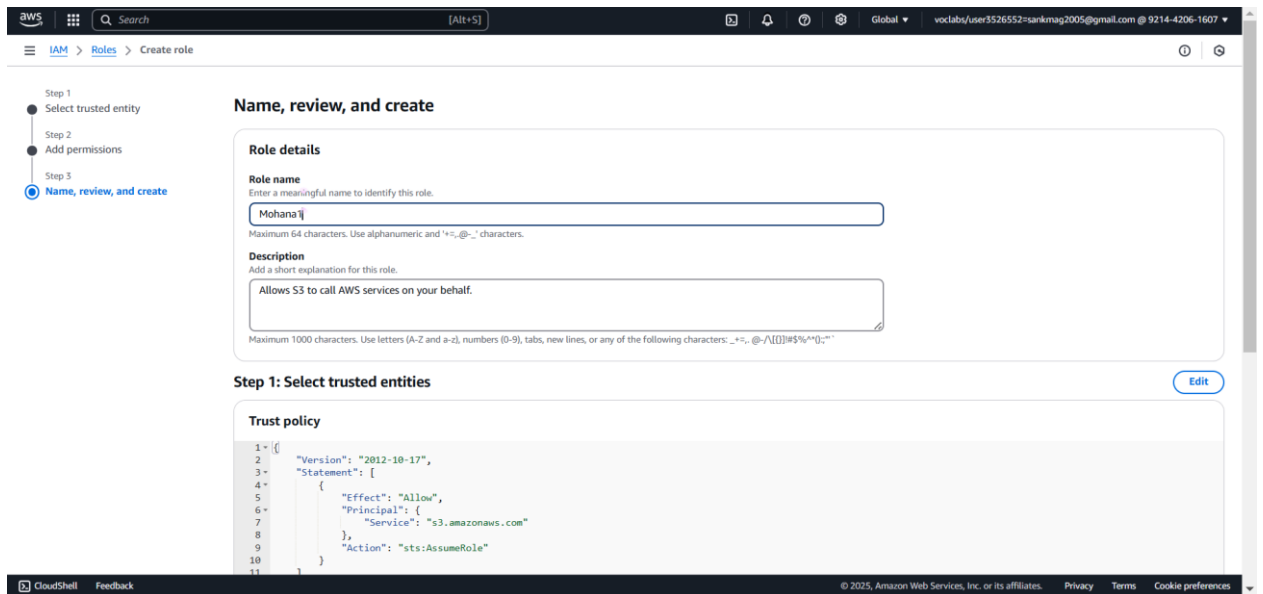 aws
Search [Alt+S]
Global ▼
voclabs/user3526552=sankmag2005@gmail.com @ 9214-4206-1607 ▼
IAM > Roles > Create role
Step 1
Select trusted entity
Step 2
Add permissions
Step 3
Name, review, and create
Name, review, and create
Role details
Role name
Enter a meaningful name to identify this role.
Mohana1
Maximum 64 characters. Use alphanumeric and '+=,.@-_' characters.
Description
Add a short explanation for this role.
Allows S3 to call AWS services on your behalf.
Maximum 1000 characters. Use letters (A-Z and a-z), numbers (0-9), tabs, new lines, or any of the following characters:
Step 1: Select trusted entities
Edit
Trust policy
1 {
2 "Version": "2012-10-17",
3 "Statement": [
4 {
5 "Effect": "Allow",
6 "Principal": {
7 "Service": "s3.amazonaws.com"
8 },
9 "Action": "sts:AssumeRole"
10 }
11 ]
CloudShell Feedback
© 2025, Amazon Web Services, Inc. or its affiliates. Privacy Terms Cookie preferences